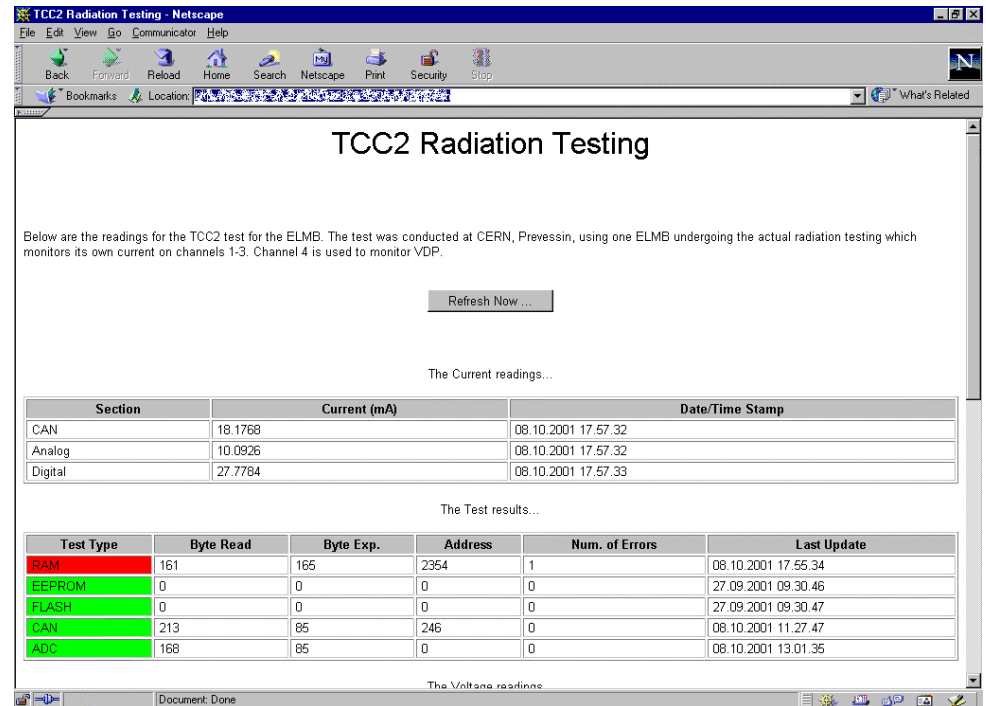 TCC2 Radiation Testing - Netscape
File Edit View Go Communicator Help
My
Back Forward Reload Home Search Netscape Print Security Stop
N
Bookmarks Location: What's Related
TCC2 Radiation Testing
Below are the readings for the TCC2 test for the ELMB. The test was conducted at CERN, Prevessin, using one ELMB undergoing the actual radiation testing which
monitors its own current on channels 1-3. Channel 4 is used to monitor VDP.
Refresh Now ...
The Current readings...
Section Current (mA) Date/Time Stamp
CAN 18.1768 08.10.2001 17.57.32
Analog 10.0926 08.10.2001 17.57.32
Digital 27.7784 08.10.2001 17.57.33
The Test results...
Test Type Byte Read Byte Exp. Address Num. of Errors Last Update
RAM 161 165 2354 1 08.10.2001 17.55.34
EEPROM 0 0 0 0 27.09.2001 09.30.46
FLASH 0 0 0 0 27.09.2001 09.30.47
CAN 213 85 246 0 08.10.2001 11.27.47
ADC 168 85 0 0 08.10.2001 13.01.35
The Voltage readings
Document: Done